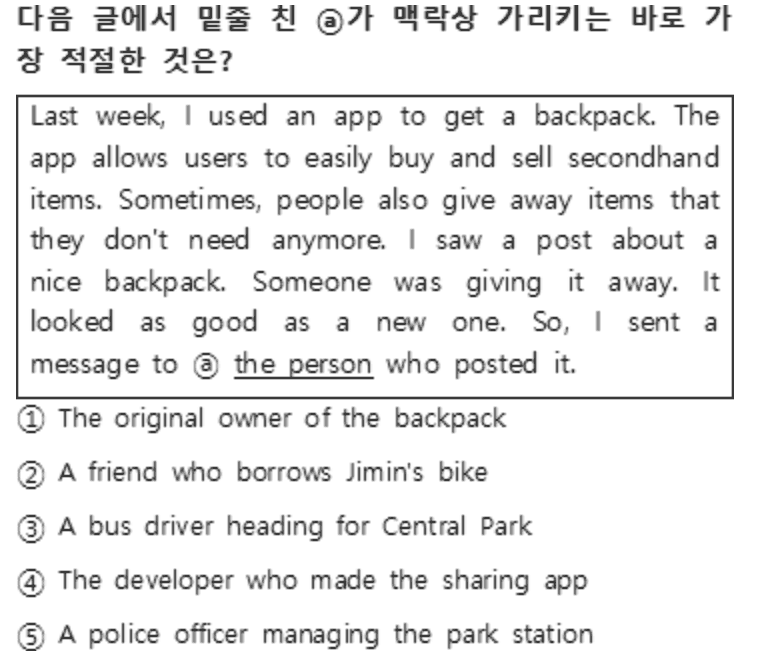 다음 글에서 밑줄 친 ⓐ가 맥락상 가리키는 바로 가
장 적절한 것은?
Last week, I used an app to get a backpack. The
app allows users to easily buy and sell secondhand
items. Sometimes, people also give away items that
they don't need anymore. I saw a post about a
nice backpack. Someone was giving it away. It
looked as good as a new one. So, I sent a
message to ⓐ the person who posted it.
① The original owner of the backpack
② A friend who borrows Jimin's bike
③ A bus driver heading for Central Park
④ The developer who made the sharing app
⑤ A police officer managing the park station